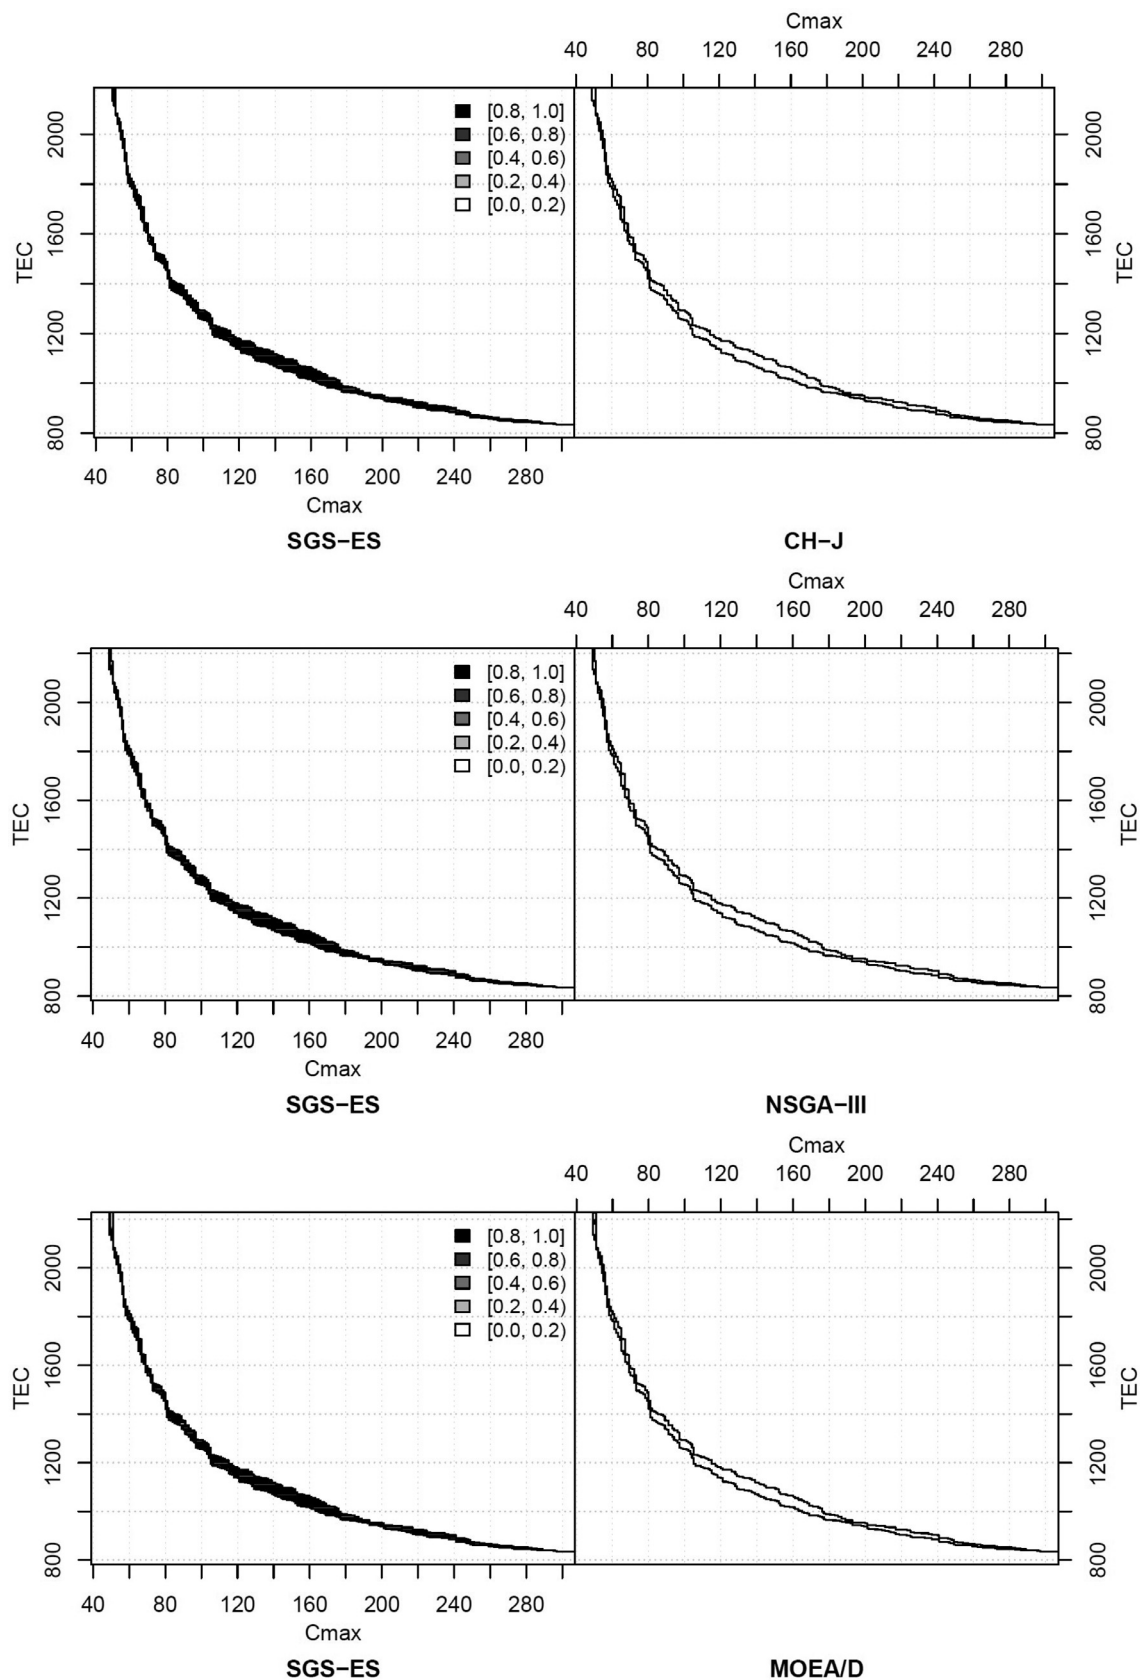 Cmax
40 80 120 160 200 240 280
[0.8, 1.0]
[0.6, 0.8)
[0.4, 0.6)
[0.2, 0.4)
[0.0, 0.2)
TEC
800 1200 1600 2000
TEC
800 1200 1600 2000
40 80 120 160 200 240 280
Cmax
SGS-ES
CH-J
Cmax
40 80 120 160 200 240 280
[0.8, 1.0]
[0.6, 0.8)
[0.4, 0.6)
[0.2, 0.4)
[0.0, 0.2)
TEC
800 1200 1600 2000
TEC
800 1200 1600 2000
40 80 120 160 200 240 280
Cmax
SGS-ES
NSGA-III
Cmax
40 80 120 160 200 240 280
[0.8, 1.0]
[0.6, 0.8)
[0.4, 0.6)
[0.2, 0.4)
[0.0, 0.2)
TEC
800 1200 1600 2000
TEC
800 1200 1600 2000
40 80 120 160 200 240 280
Cmax
SGS-ES
MOEA/D